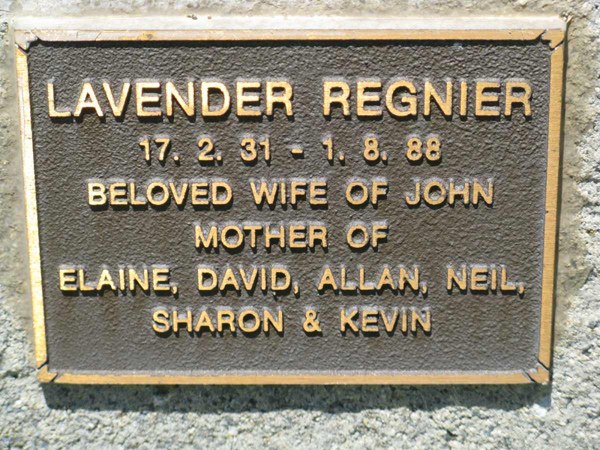 LAVENDER REGNIER
17. 2. 31 - 1. 8. 88
BELOVED WIFE OF JOHN
MOTHER OF
ELAINE, DAVID, ALLAN, NEIL,
SHARON & KEVIN